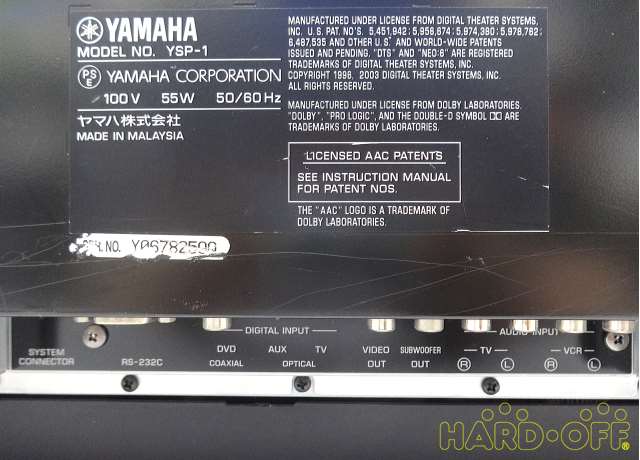 YAMAHA
MODEL NO. YSP-1
PS
E
YAMAHA CORPORATION
100 V 55W 50/60 Hz
ヤマハ株式会社
MADE IN MALAYSIA
MANUFACTURED UNDER LICENSE FROM DIGITAL THEATER SYSTEMS,
INC. U.S. PAT. NO'S. 5,451,942; 5,956,674; 5,974,380; 5,978,762;
6,487,535 AND OTHER U.S. AND WORLD-WIDE PATENTS
ISSUED AND PENDING. "DTS" AND "NEO:6" ARE REGISTERED
TRADEMARKS OF DIGITAL THEATER SYSTEMS, INC.
COPYRIGHT 1996, 2003 DIGITAL THEATER SYSTEMS, INC.
ALL RIGHTS RESERVED.
MANUFACTURED UNDER LICENSE FROM DOLBY LABORATORIES.
"DOLBY", "PRO LOGIC", AND THE DOUBLE-D SYMBOL ARE
TRADEMARKS OF DOLBY LABORATORIES.
LICENSED AAC PATENTS
SEE INSTRUCTION MANUAL
FOR PATENT NOS.
THE "AAC" LOGO IS A TRADEMARK OF
DOLBY LABORATORIES.
NO. Y067825
DIGITAL INPUT
AUDIO INPUT
SYSTEM
CONNECTOR
RS-232C
DVD AUX TV
COAXIAL OPTICAL
VIDEO
OUT
SUBWOOFER
OUT
TV
R L
VCR
R L
HARD·OFF